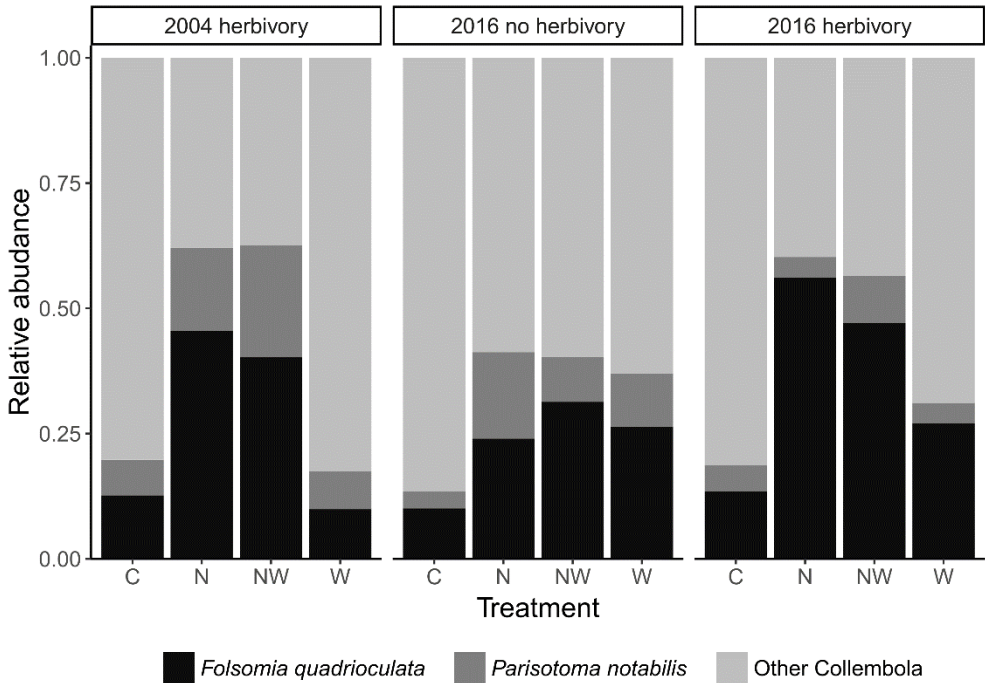 2004 herbivory 2016 no herbivory 2016 herbivory
1.00
0.75
0.50
0.25
0.00
Relative abudance
C N NW W C N NW W C N NW W
Treatment
Folsomia quadrioculata Parisotoma notabilis Other Collembola